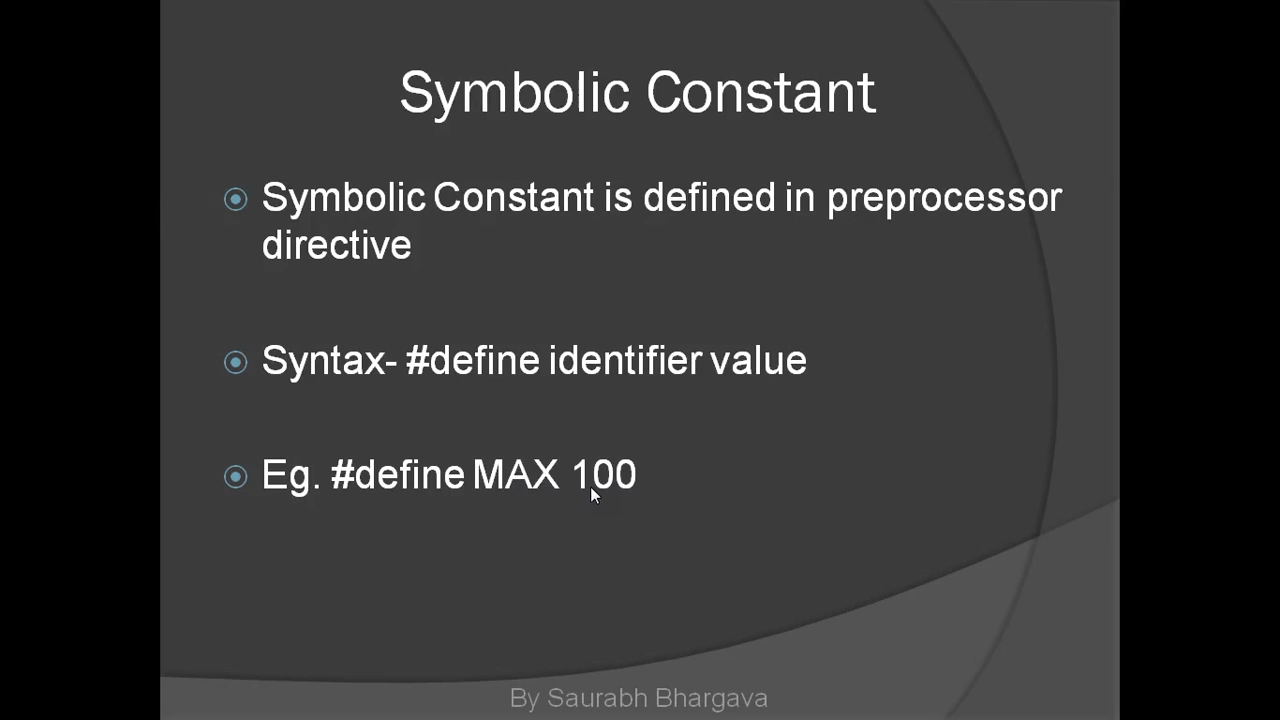 Symbolic Constant
Symbolic Constant is defined in preprocessor
directive
Syntax- #define identifier value
Eg. #define MAX 100
By Saurabh Bhargava